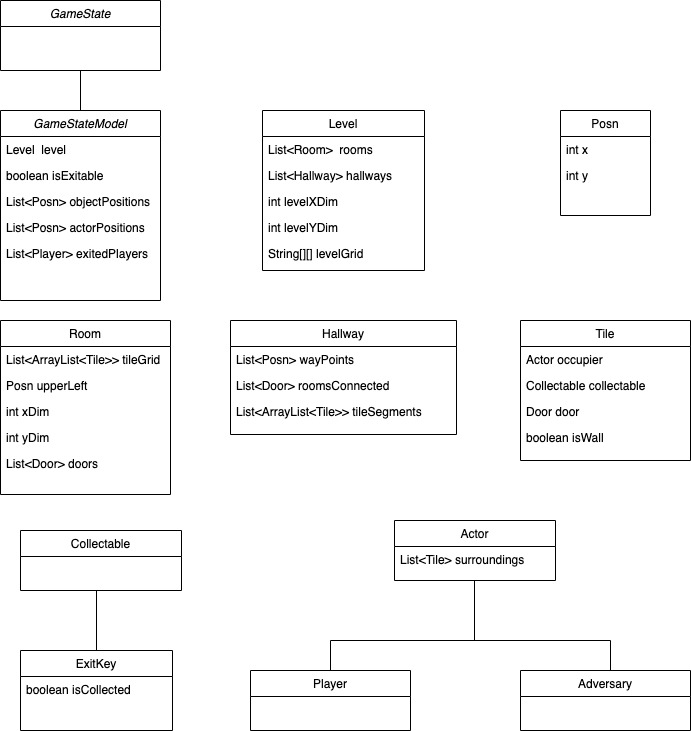 GameState
GameStateModel
Level level
boolean isExitable
List<Posn> objectPositions
List<Posn> actorPositions
List<Player> exitedPlayers
Level
List<Room> rooms
List<Hallway> hallways
int levelXDim
int levelYDim
String[][] levelGrid
Posn
int x
int y
Room
List<ArrayList<Tile>> tileGrid
Posn upperLeft
int xDim
int yDim
List<Door> doors
Hallway
List<Posn> wayPoints
List<Door> roomsConnected
List<ArrayList<Tile>> tileSegments
Tile
Actor occupier
Collectable collectable
Door door
boolean isWall
Collectable
ExitKey
boolean isCollected
Actor
List<Tile> surroundings
Player
Adversary